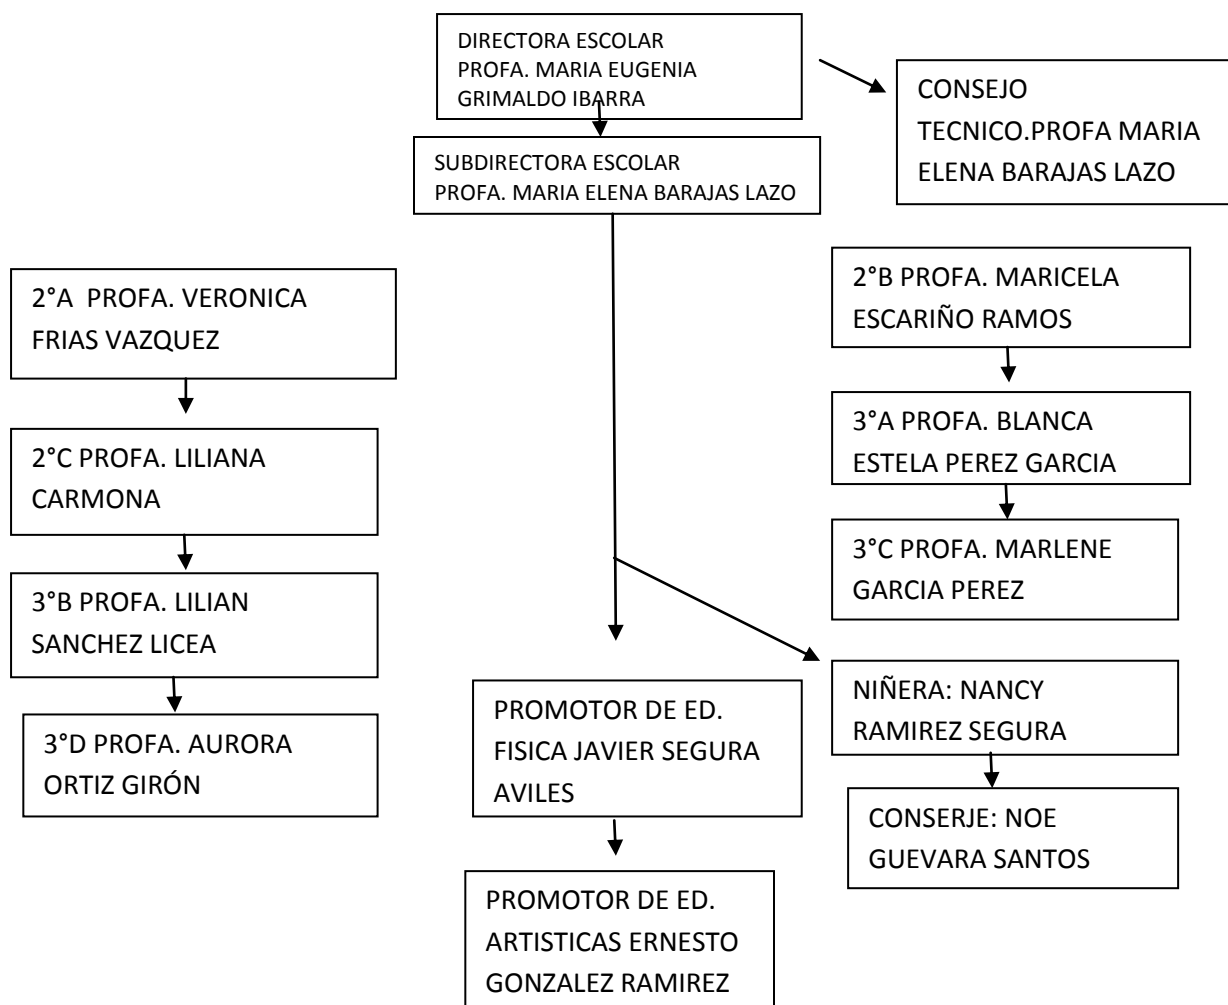 DIRECTORA ESCOLAR
PROFA. MARIA EUGENIA
GRIMALDO IBARRA
CONSEJO
TECNICO.PROFA MARIA
ELENA BARAJAS LAZO
SUBDIRECTORA ESCOLAR
PROFA. MARIA ELENA BARAJAS LAZO
2°A  PROFA. VERONICA
FRIAS VAZQUEZ
2°C PROFA. LILIANA
CARMONA
3°B PROFA. LILIAN
SANCHEZ LICEA
3°D PROFA. AURORA
ORTIZ GIRÓN
2°B PROFA. MARICELA
ESCARIÑO RAMOS
3°A PROFA. BLANCA
ESTELA PEREZ GARCIA
3°C PROFA. MARLENE
GARCIA PEREZ
PROMOTOR DE ED.
FISICA JAVIER SEGURA
AVILES
PROMOTOR DE ED.
ARTISTICAS ERNESTO
GONZALEZ RAMIREZ
NIÑERA: NANCY
RAMIREZ SEGURA
CONSERJE: NOE
GUEVARA SANTOS